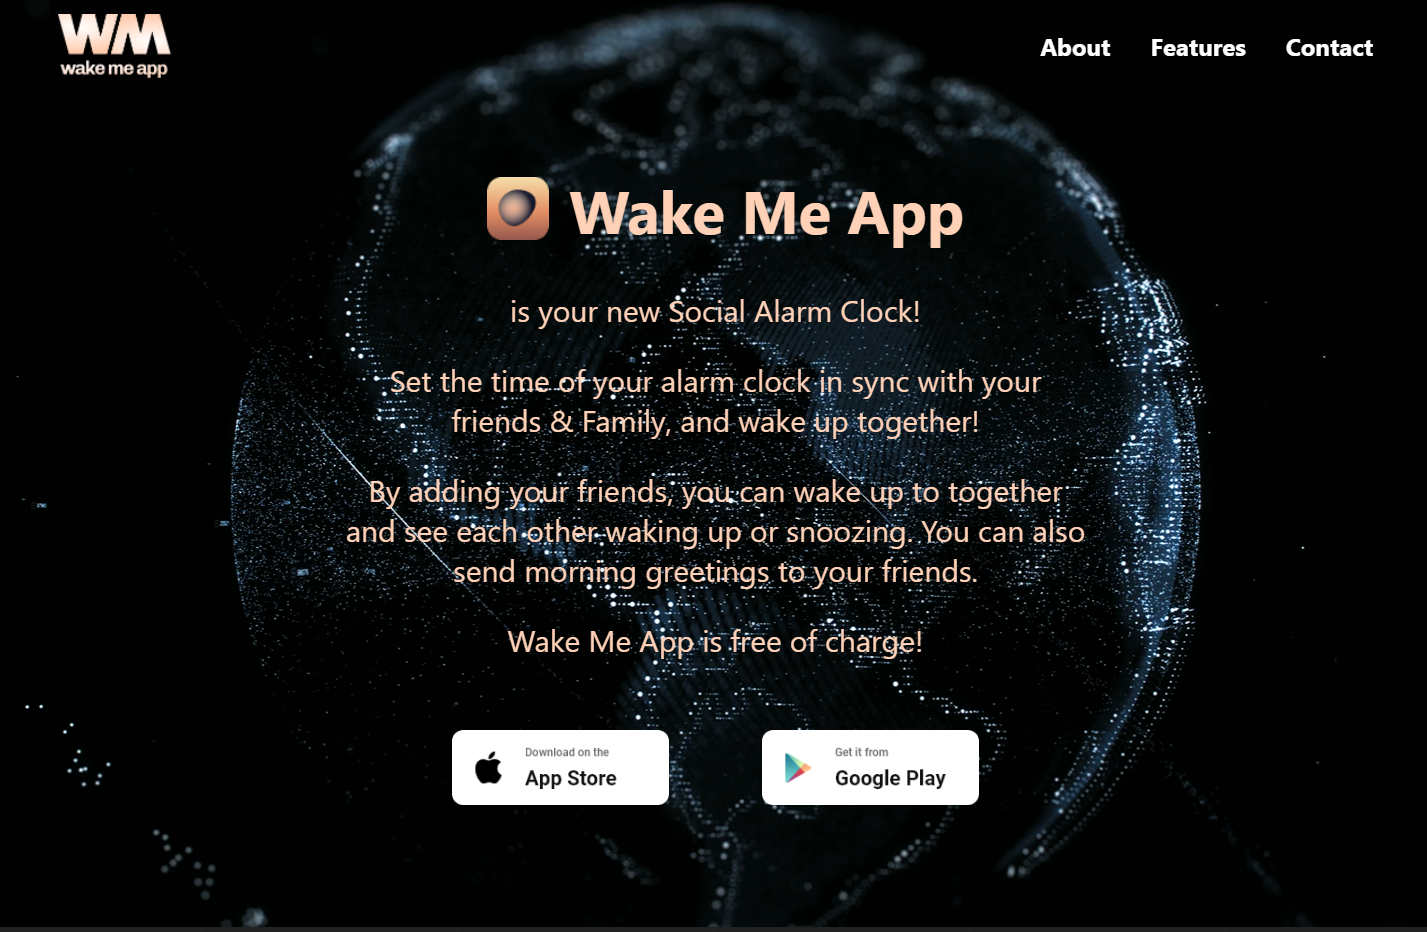 WM
wake me app
About Features Contact
Wake Me App
is your new Social Alarm Clock!
Set the time of your alarm clock in sync with your
friends & Family, and wake up together!
By adding your friends, you can wake up to together
and see each other waking up or snoozing. You can also
send morning greetings to your friends.
Wake Me App is free of charge!
Download on the
App Store
Get it from
Google Play